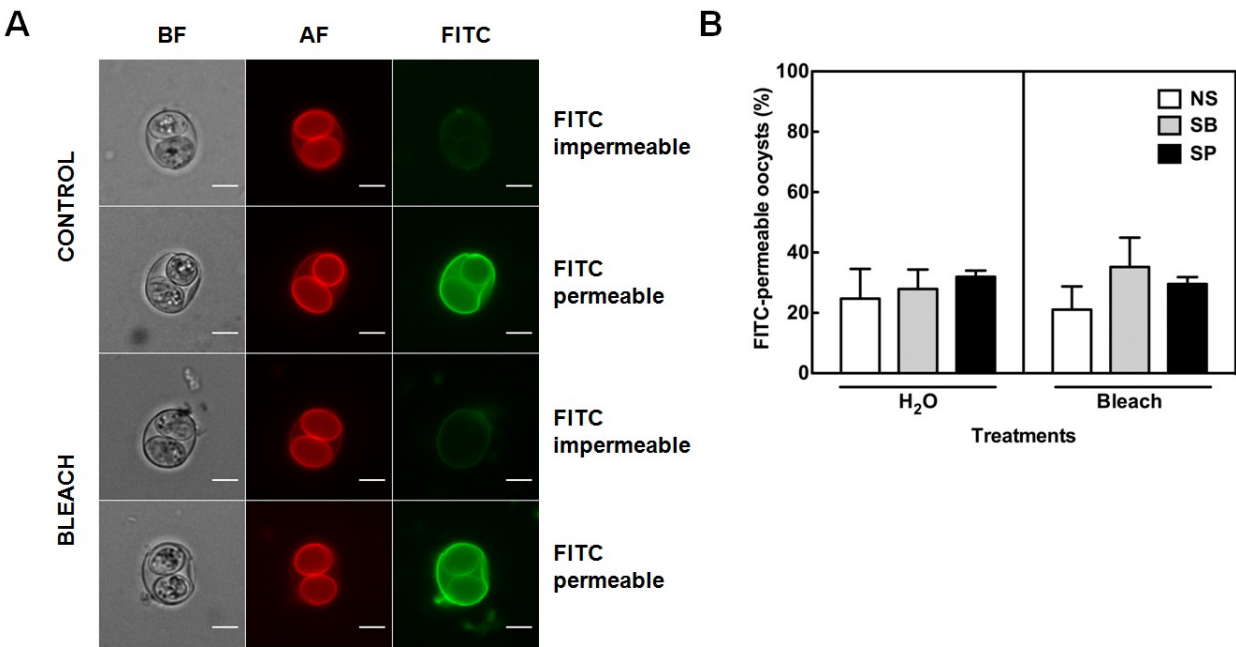 A
BF AF FITC
CONTROL
FITC
impermeable
FITC
permeable
BLEACH
FITC
impermeable
FITC
permeable
B
FITC-permeable oocysts (%)
100
80
60
40
20
0
NS
SB
SP
H₂O Bleach
Treatments